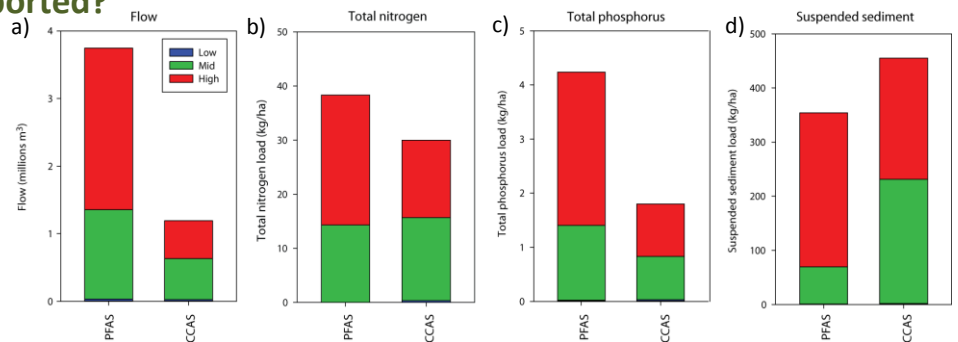 ported?
a)
Flow
Flow (millions m³)
4
3
2
1
0
Low
Mid
High
PFAS
CCAS
b)
Total nitrogen
Total nitrogen load (kg/ha)
50
40
30
20
10
0
PFAS
CCAS
c)
Total phosphorus
Total phosphorus load (kg/ha)
5
4
3
2
1
0
PFAS
CCAS
d)
Suspended sediment
Suspended sediment load (kg/ha)
500
400
300
200
100
0
PFAS
CCAS